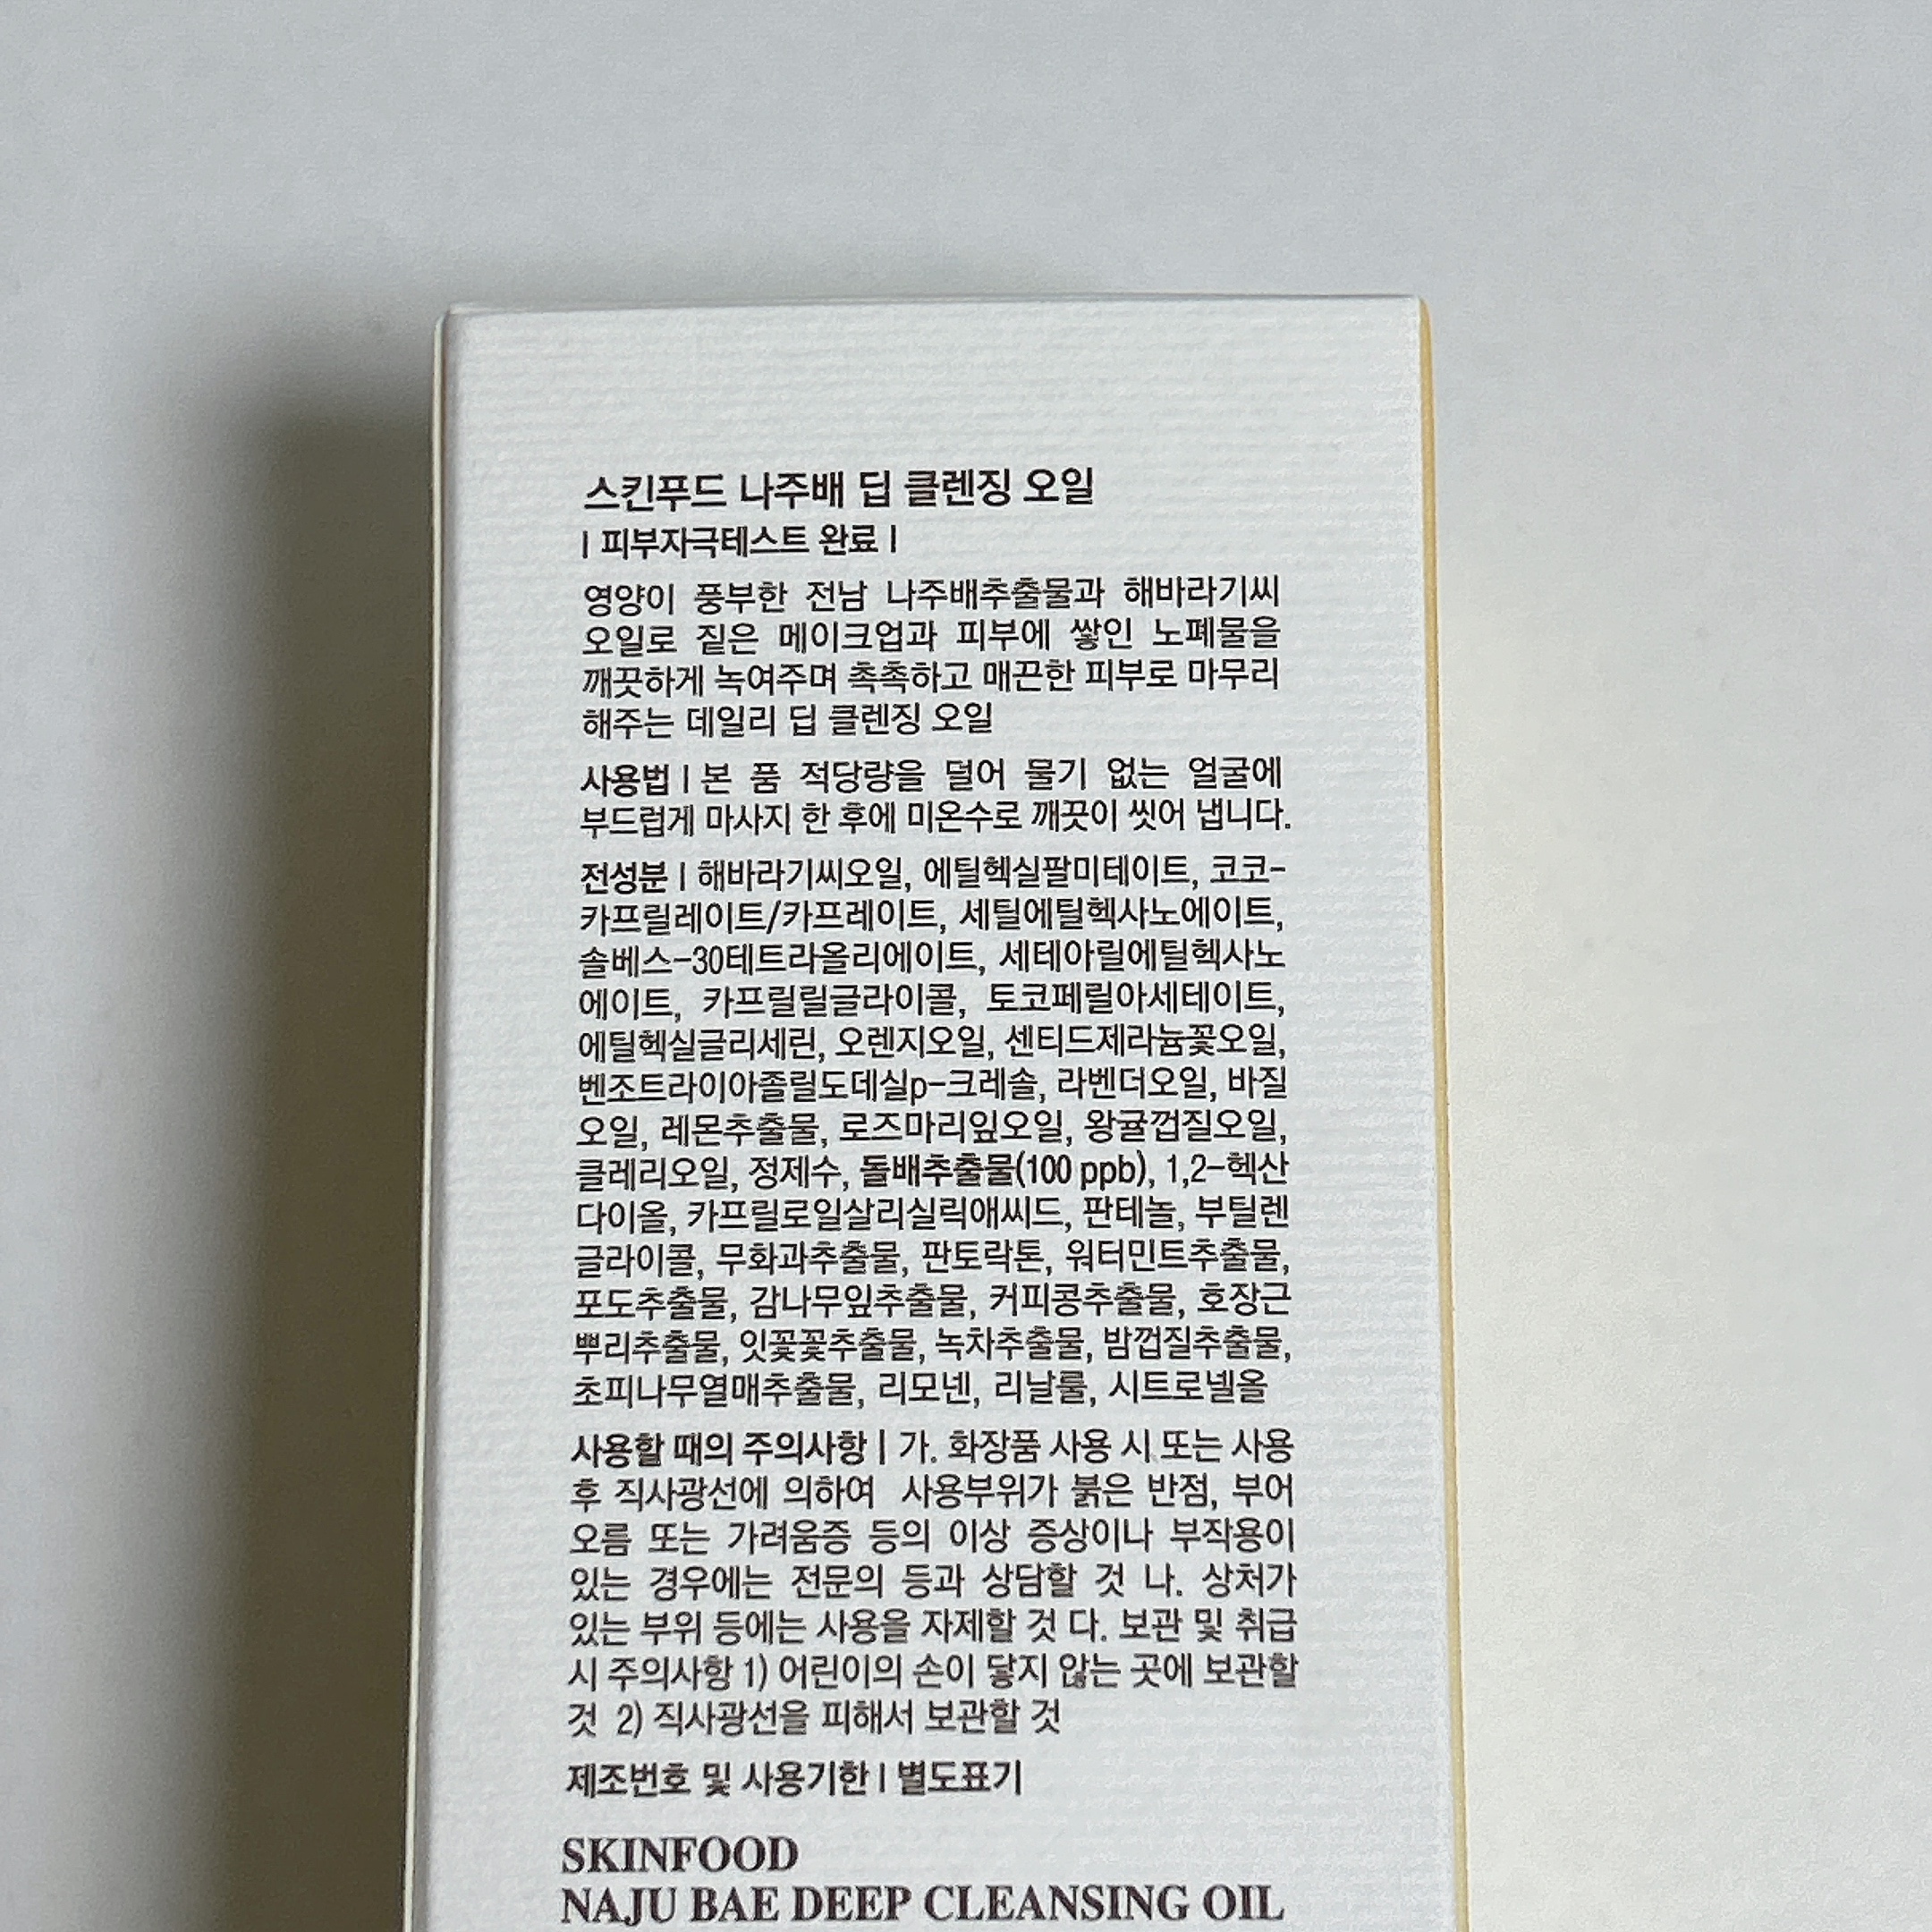 스킨푸드 나주배 딥 클렌징 오일
| 피부자극테스트 완료 |
영양이 풍부한 전남 나주배추출물과 해바라기씨
오일로 짙은 메이크업과 피부에 쌓인 노폐물을
깨끗하게 녹여주며 촉촉하고 매끈한 피부로 마무리
해주는 데일리 딥 클렌징 오일
사용법 | 본 품 적당량을 덜어 물기 없는 얼굴에
부드럽게 마사지 한 후에 미온수로 깨끗이 씻어 냅니다.
전성분 | 해바라기씨오일, 에틸헥실팔미테이트, 코코-
카프릴레이트/카프레이트, 세틸에틸헥사노에이트,
솔베스-30테트라올리에이트, 세테아릴에틸헥사노
에이트, 카프릴릴글라이콜, 토코페릴아세테이트,
에틸헥실글리세린, 오렌지오일, 센티드제라늄꽃오일,
벤조트라이아졸릴도데실p-크레솔, 라벤더오일, 바질
오일, 레몬추출물, 로즈마리잎오일, 왕귤껍질오일,
클레리오일, 정제수, 돌배추출물(100 ppb), 1,2-헥산
다이올, 카프릴로일살리실릭애씨드, 판테놀, 부틸렌
글라이콜, 무화과추출물, 판토락톤, 워터민트추출물,
포도추출물, 감나무잎추출물, 커피콩추출물, 호장근
뿌리추출물, 잇꽃꽃추출물, 녹차추출물, 밤껍질추출물,
초피나무열매추출물, 리모넨, 리날룰, 시트로넬올
사용할 때의 주의사항 | 가. 화장품 사용 시 또는 사용
후 직사광선에 의하여 사용부위가 붉은 반점, 부어
오름 또는 가려움증 등의 이상 증상이나 부작용이
있는 경우에는 전문의 등과 상담할 것 나. 상처가
있는 부위 등에는 사용을 자제할 것 다. 보관 및 취급
시 주의사항 1) 어린이의 손이 닿지 않는 곳에 보관할
것 2) 직사광선을 피해서 보관할 것
제조번호 및 사용기한 | 별도표기
SKINFOOD
NAJU BAE DEEP CLEANSING OIL